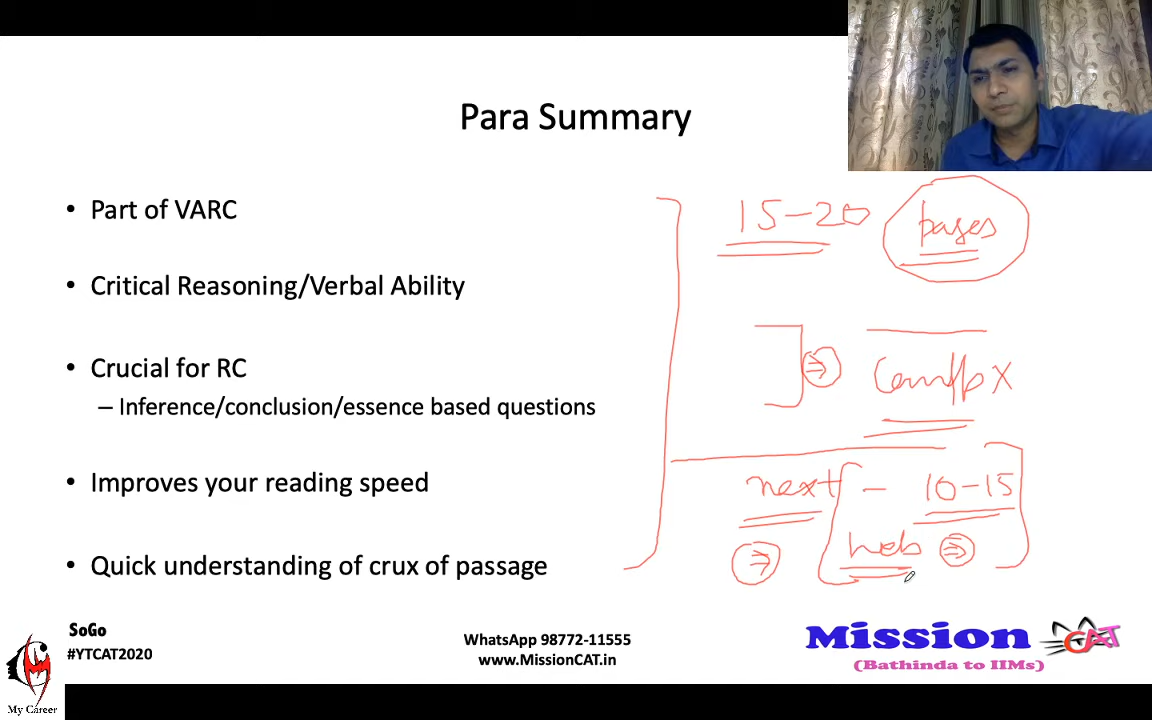 Para Summary
• Part of VARC
• Critical Reasoning/Verbal Ability
• Crucial for RC
– Inference/conclusion/essence based questions
• Improves your reading speed
• Quick understanding of crux of passage
15-20 pages
next - 10-15
SoGo
#YTCAT2020
WhatsApp 98772-11555
www.MissionCAT.in
Mission CAT
(Bathinda to IIMs)
My Career